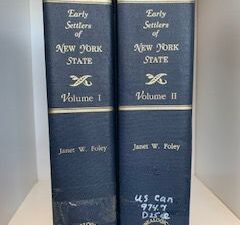 Early
Settlers
of
NEW YORK
STATE
Volume I
Janet W. Foley
Early
Settlers
of
NEW YORK
STATE
Volume II
Janet W. Foley
US Can
974.7